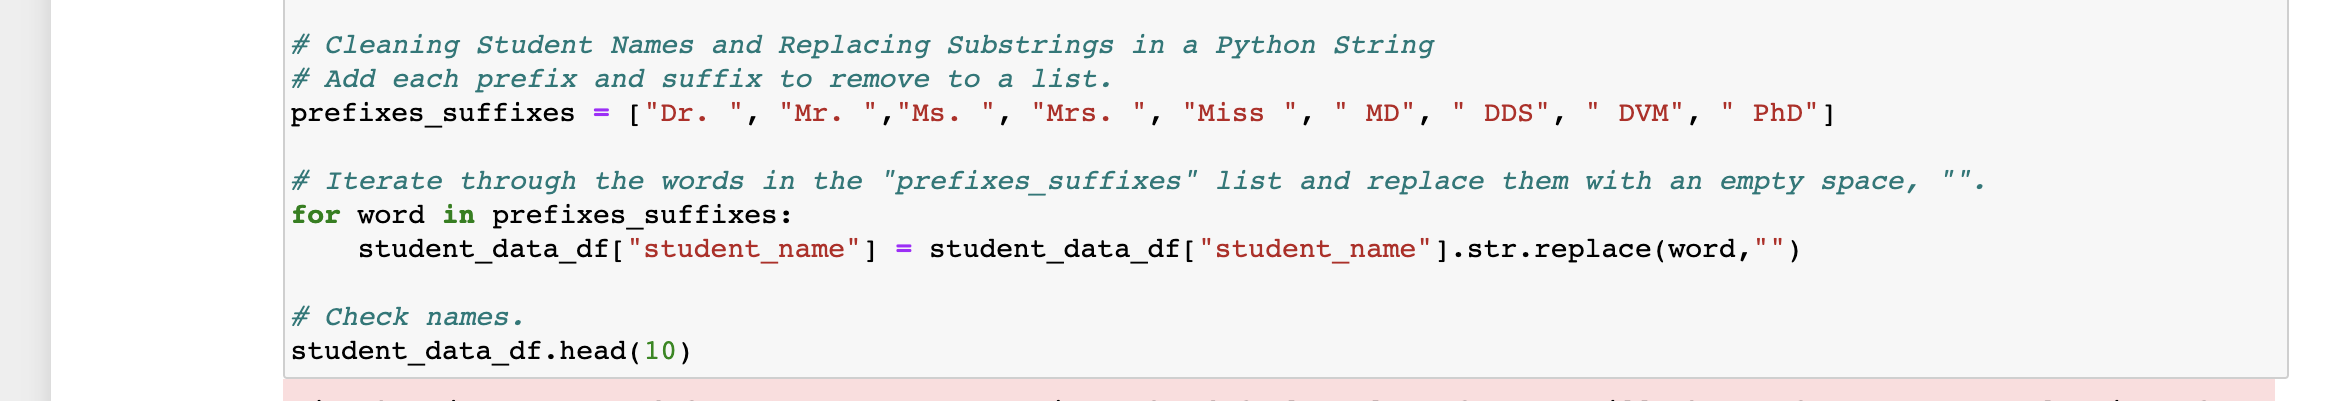 # Cleaning Student Names and Replacing Substrings in a Python String
# Add each prefix and suffix to remove to a list.
prefixes_suffixes = ["Dr. ", "Mr. ","Ms. ", "Mrs. ", "Miss ", " MD", " DDS", " DVM", " PhD"]
# Iterate through the words in the "prefixes_suffixes" list and replace them with an empty space, "".
for word in prefixes_suffixes:
    student_data_df["student_name"] = student_data_df["student_name"].str.replace(word,"")
# Check names.
student_data_df.head(10)